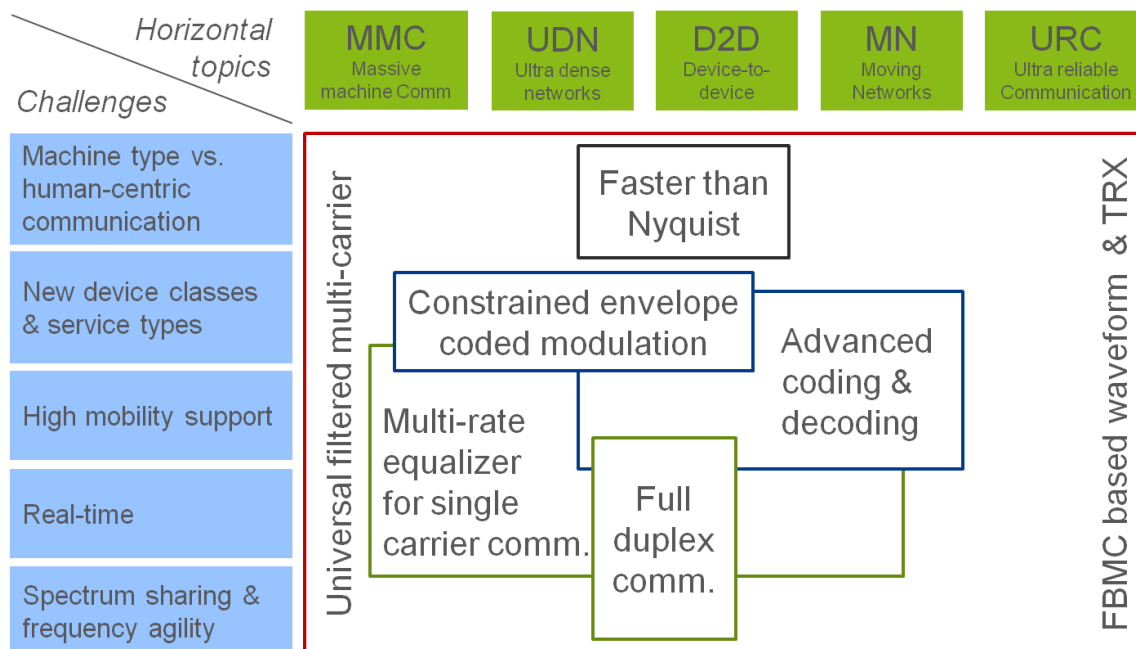 Horizontal
topics
Challenges
MMC
Massive
machine Comm
UDN
Ultra dense
networks
D2D
Device-to-
device
MN
Moving
Networks
URC
Ultra reliable
Communication
Machine type vs.
human-centric
communication
New device classes
& service types
High mobility support
Real-time
Spectrum sharing &
frequency agility
Universal filtered multi-carrier
Faster than
Nyquist
Constrained envelope
coded modulation
Advanced
coding &
decoding
Multi-rate
equalizer
for single
carrier comm.
Full
duplex
comm.
FBMC based waveform & TRX